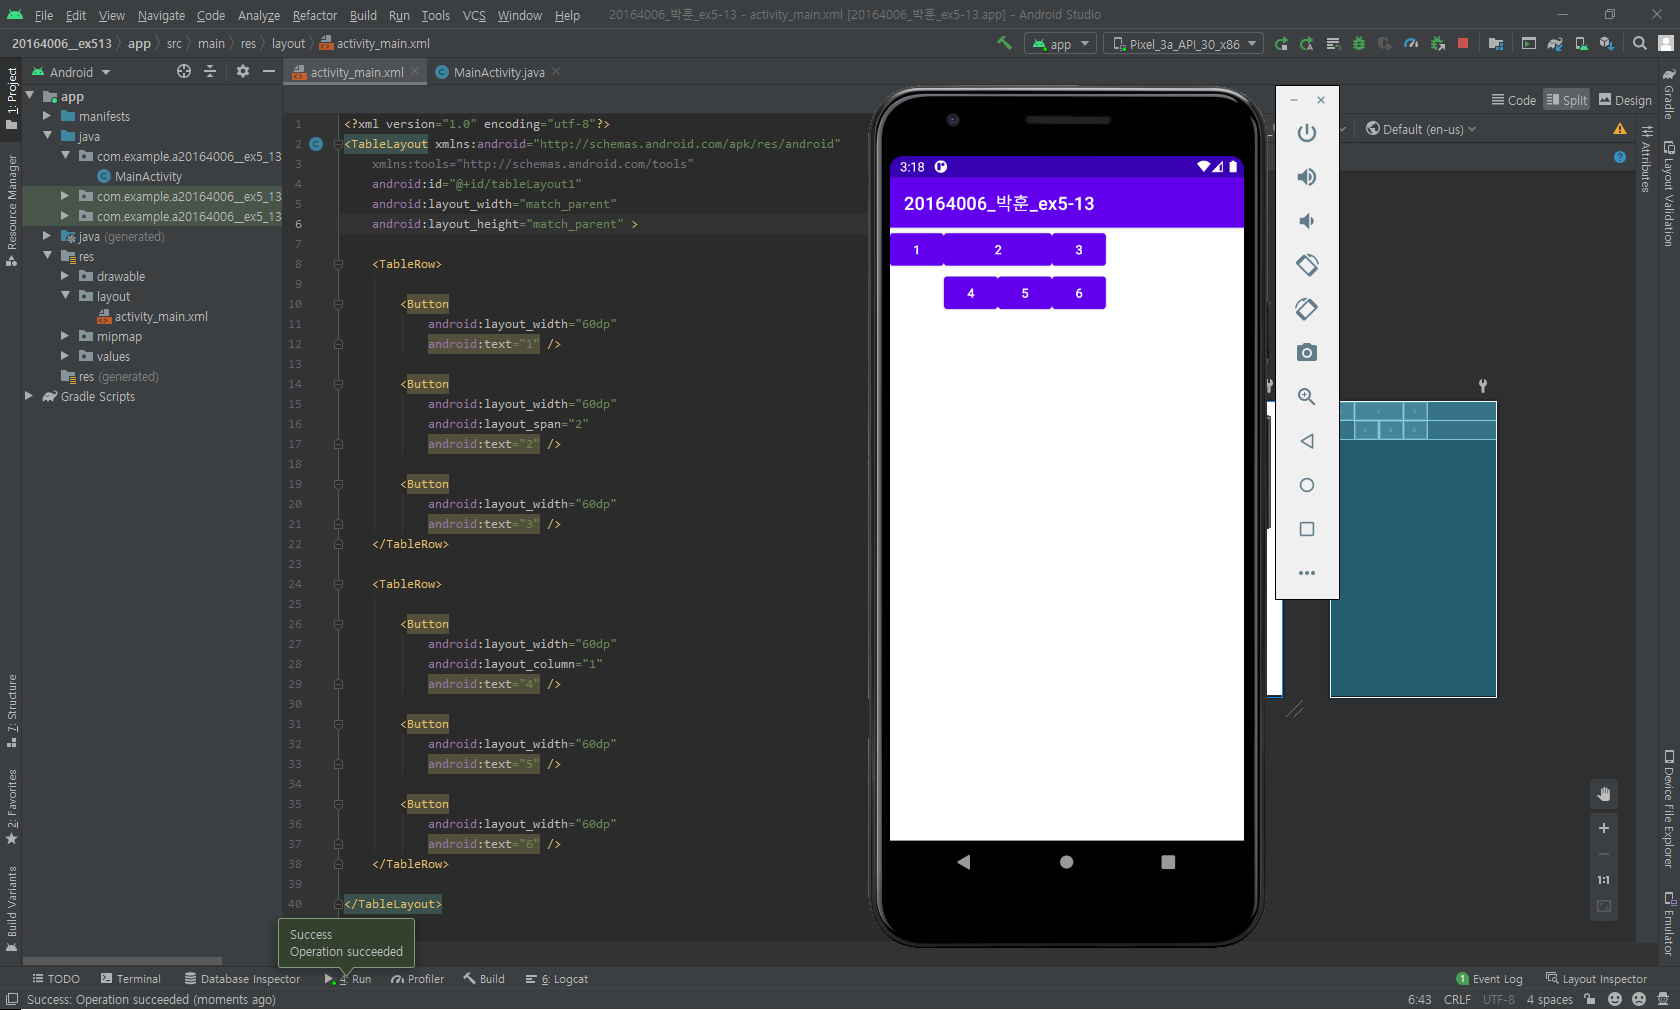 File Edit View Navigate Code Analyze Refactor Build Run Tools VCS Window Help 20164006_박훈_ex5-13 - activity_main.xml [20164006_박훈_ex5-13.app] - Android Studio
20164006__ex513 app src main res layout activity_main.xml app Pixel_3a_API_30_x86
Android
activity_main.xml MainActivity.java
Code Split Design
Default (en-us)
1: Project
Resource Manager
7: Structure
2: Favorites
Build Variants
app
manifests
java
com.example.a20164006__ex5_13
MainActivity
com.example.a20164006__ex5_13
com.example.a20164006__ex5_13
java (generated)
res
drawable
layout
activity_main.xml
mipmap
values
res (generated)
Gradle Scripts
1 <?xml version="1.0" encoding="utf-8"?>
2 <TableLayout xmlns:android="http://schemas.android.com/apk/res/android"
3 xmlns:tools="http://schemas.android.com/tools"
4 android:id="@+id/tableLayout1"
5 android:layout_width="match_parent"
6 android:layout_height="match_parent" >
7
8 <TableRow>
9
10 <Button
11 android:layout_width="60dp"
12 android:text="1" />
13
14 <Button
15 android:layout_width="60dp"
16 android:layout_span="2"
17 android:text="2" />
18
19 <Button
20 android:layout_width="60dp"
21 android:text="3" />
22 </TableRow>
23
24 <TableRow>
25
26 <Button
27 android:layout_width="60dp"
28 android:layout_column="1"
29 android:text="4" />
30
31 <Button
32 android:layout_width="60dp"
33 android:text="5" />
34
35 <Button
36 android:layout_width="60dp"
37 android:text="6" />
38 </TableRow>
39
40 </TableLayout>
3:18
20164006_박훈_ex5-13
1 2 3
4 5 6
1:1
Gradle
Layout Validation
Attributes
Device File Explorer
Emulator
Success
Operation succeeded
TODO Terminal Database Inspector 4: Run Profiler Build 6: Logcat 1 Event Log Layout Inspector
Success: Operation succeeded (moments ago) 6:43 CRLF UTF-8 4 spaces